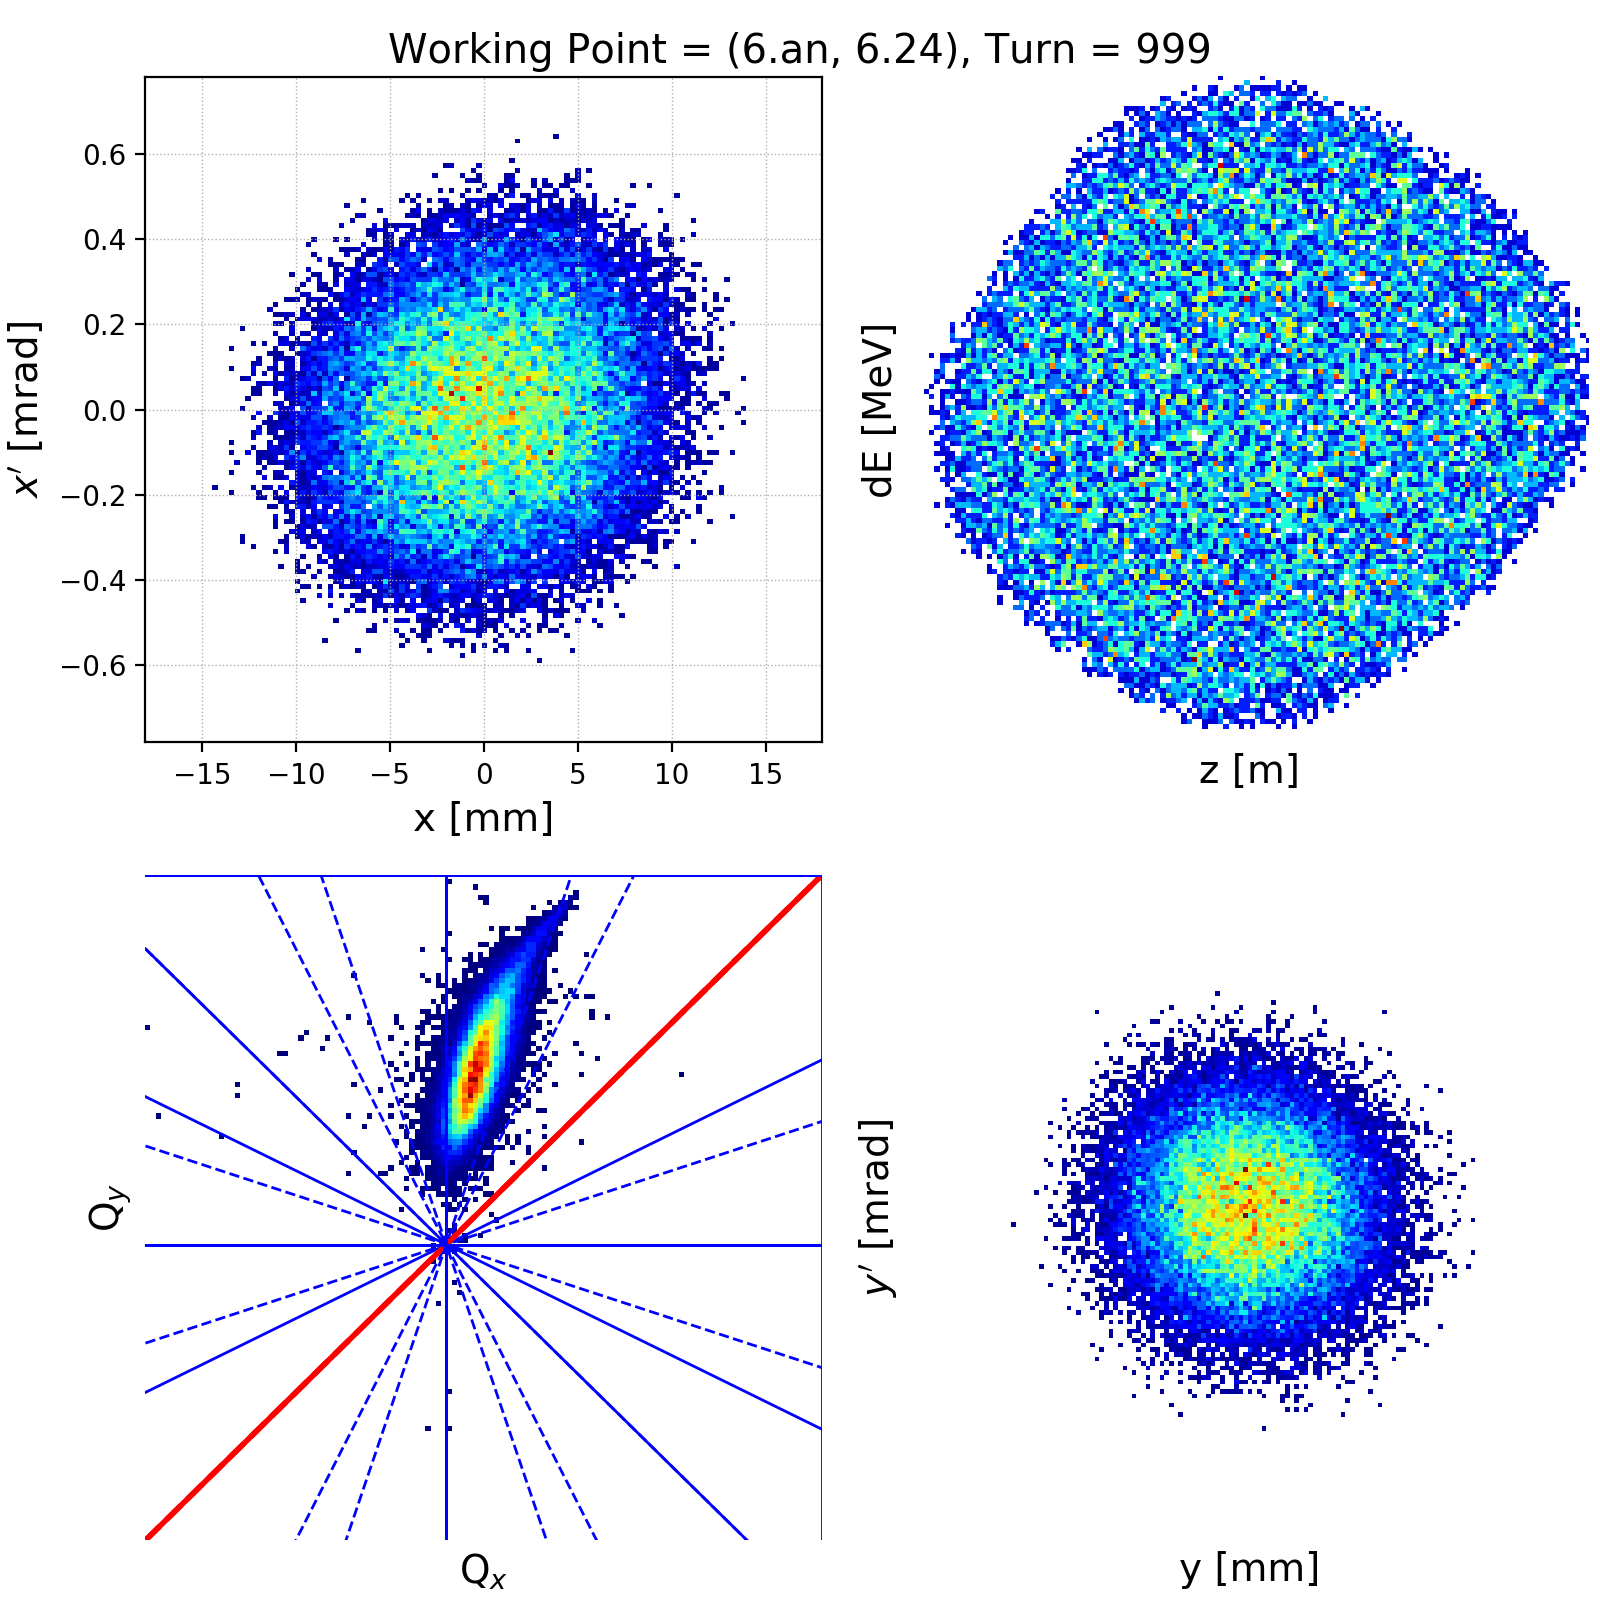 Working Point = (6.an, 6.24), Turn = 999
x′ [mrad]
0.6
0.4
0.2
0.0
−0.2
−0.4
−0.6
−15 −10 −5 0 5 10 15
x [mm]
dE [MeV]
z [m]
Qy
Qx
y′ [mrad]
y [mm]